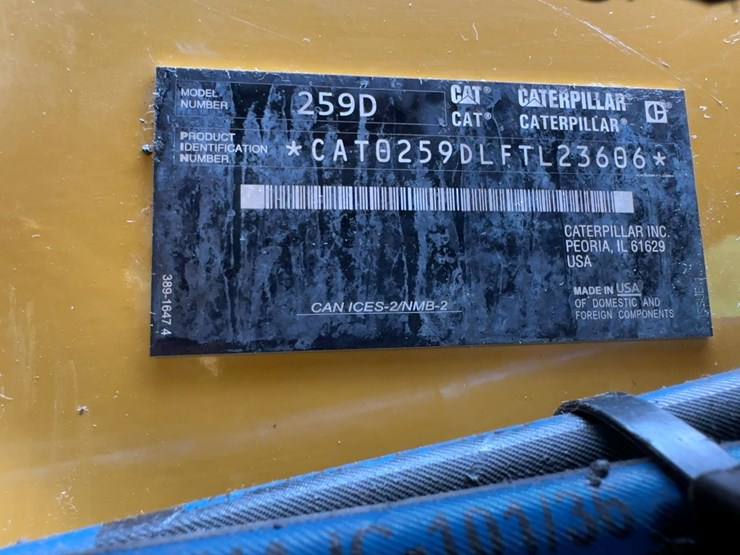 MODEL NUMBER 259D CAT® CATERPILLAR®
CAT® CATERPILLAR®
PRODUCT
IDENTIFICATION
NUMBER
*CAT0259DLFTL23606*
CATERPILLAR INC.
PEORIA, IL 61629
USA
MADE IN USA
OF DOMESTIC AND
FOREIGN COMPONENTS
CAN ICES-2/NMB-2
389-1647 4